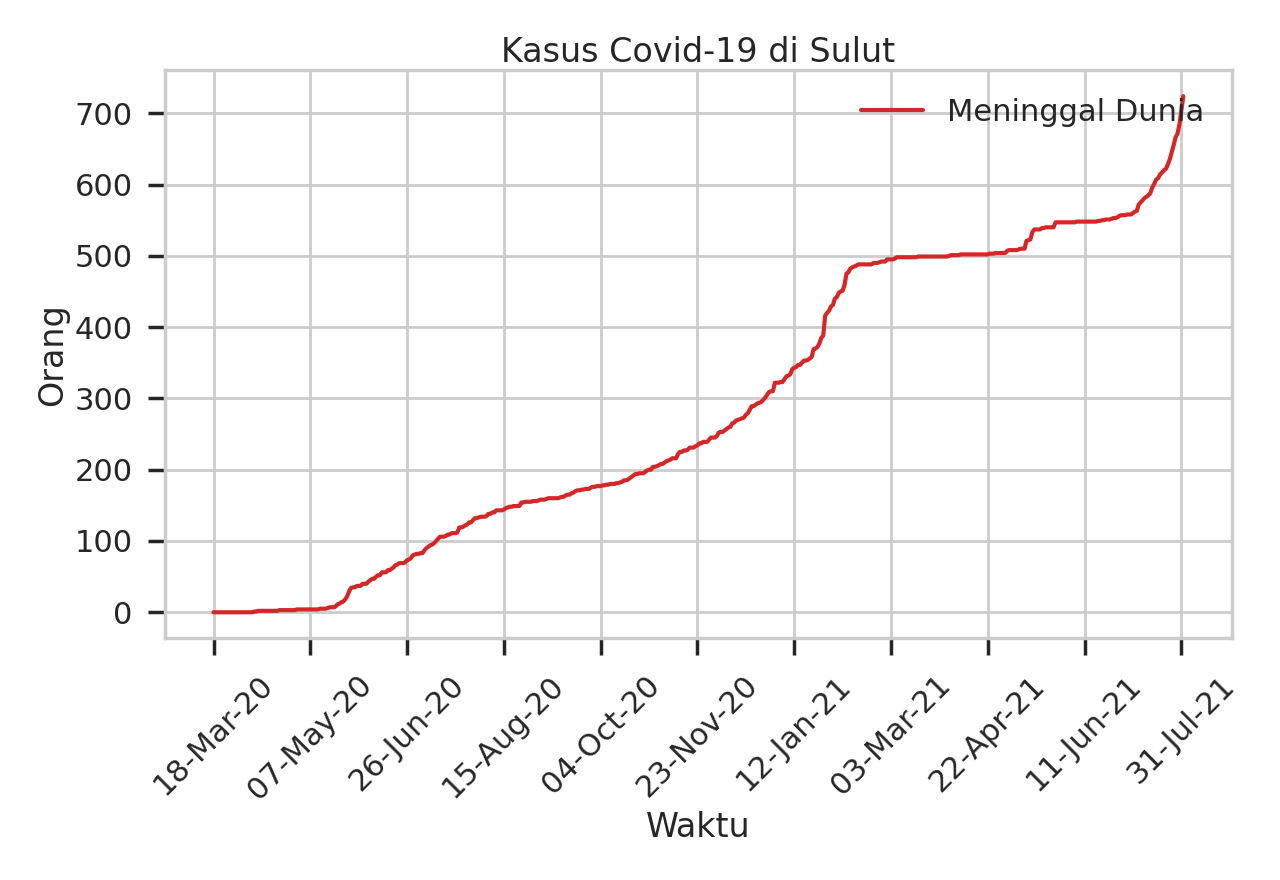 Kasus Covid-19 di Sulut
Meninggal Dunia
Orang
700
600
500
400
300
200
100
0
18-Mar-20
07-May-20
26-Jun-20
15-Aug-20
04-Oct-20
23-Nov-20
12-Jan-21
03-Mar-21
22-Apr-21
11-Jun-21
31-Jul-21
Waktu